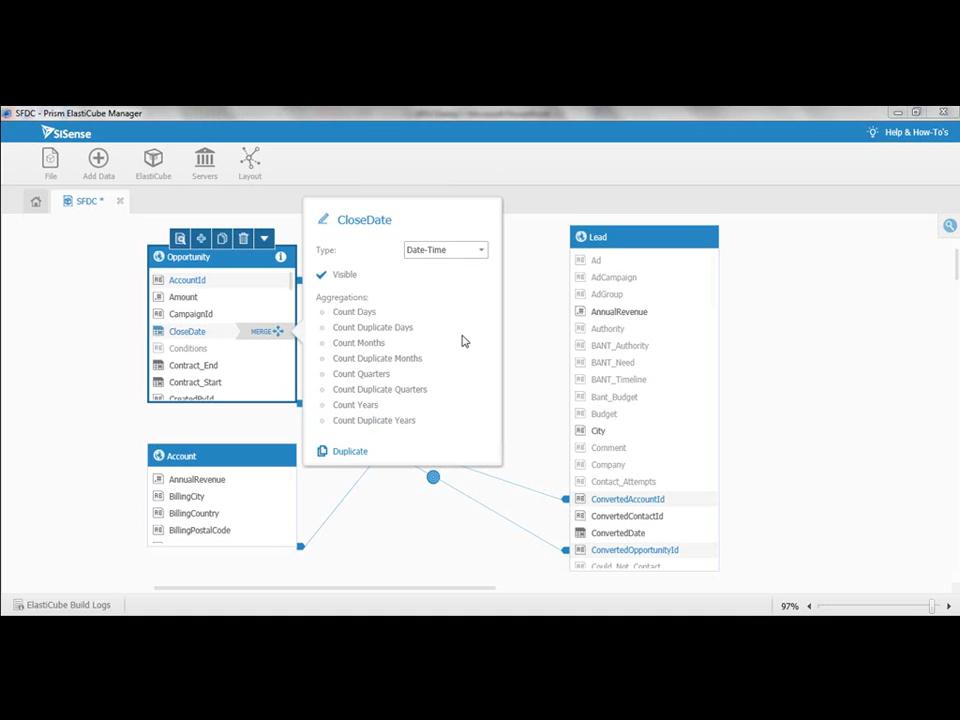 SFDC - Prism ElastiCube Manager
SiSense
Help & How-To's
File
Add Data
ElastiCube
Servers
Layout
SFDC *
Opportunity
AccountId
Amount
CampaignId
CloseDate
MERGE
Conditions
Contract_End
Contract_Start
CreatedById
Account
AnnualRevenue
BillingCity
BillingCountry
BillingPostalCode
CloseDate
Type:
Date-Time
Visible
Aggregations:
Count Days
Count Duplicate Days
Count Months
Count Duplicate Months
Count Quarters
Count Duplicate Quarters
Count Years
Count Duplicate Years
Duplicate
Lead
Ad
AdCampaign
AdGroup
AnnualRevenue
Authority
BANT_Authority
BANT_Need
BANT_Timeline
Bant_Budget
Budget
City
Comment
Company
Contact_Attempts
ConvertedAccountId
ConvertedContactId
ConvertedDate
ConvertedOpportunityId
Could_Not_Contact
ElastiCube Build Logs
97%